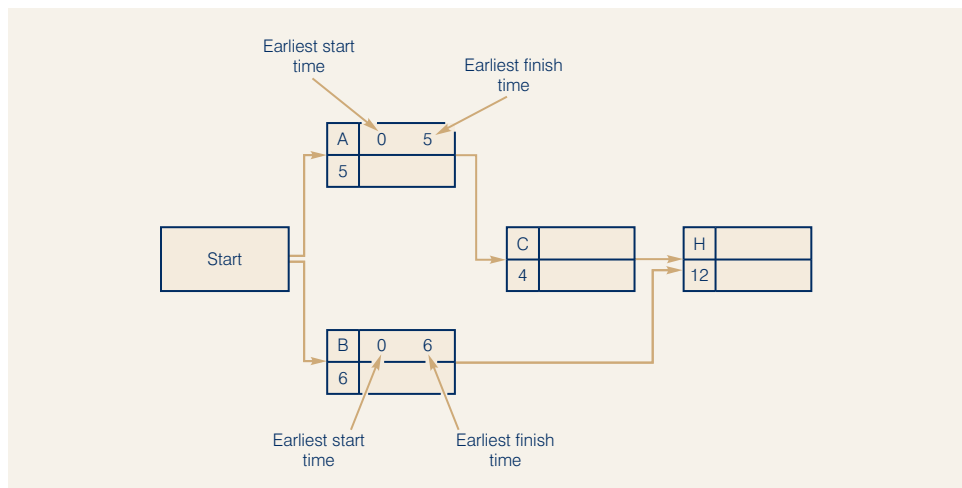 Earliest start
time
Earliest finish
time
A 0 5
5
Start
C
4
H
12
B 0 6
6
Earliest start
time
Earliest finish
time